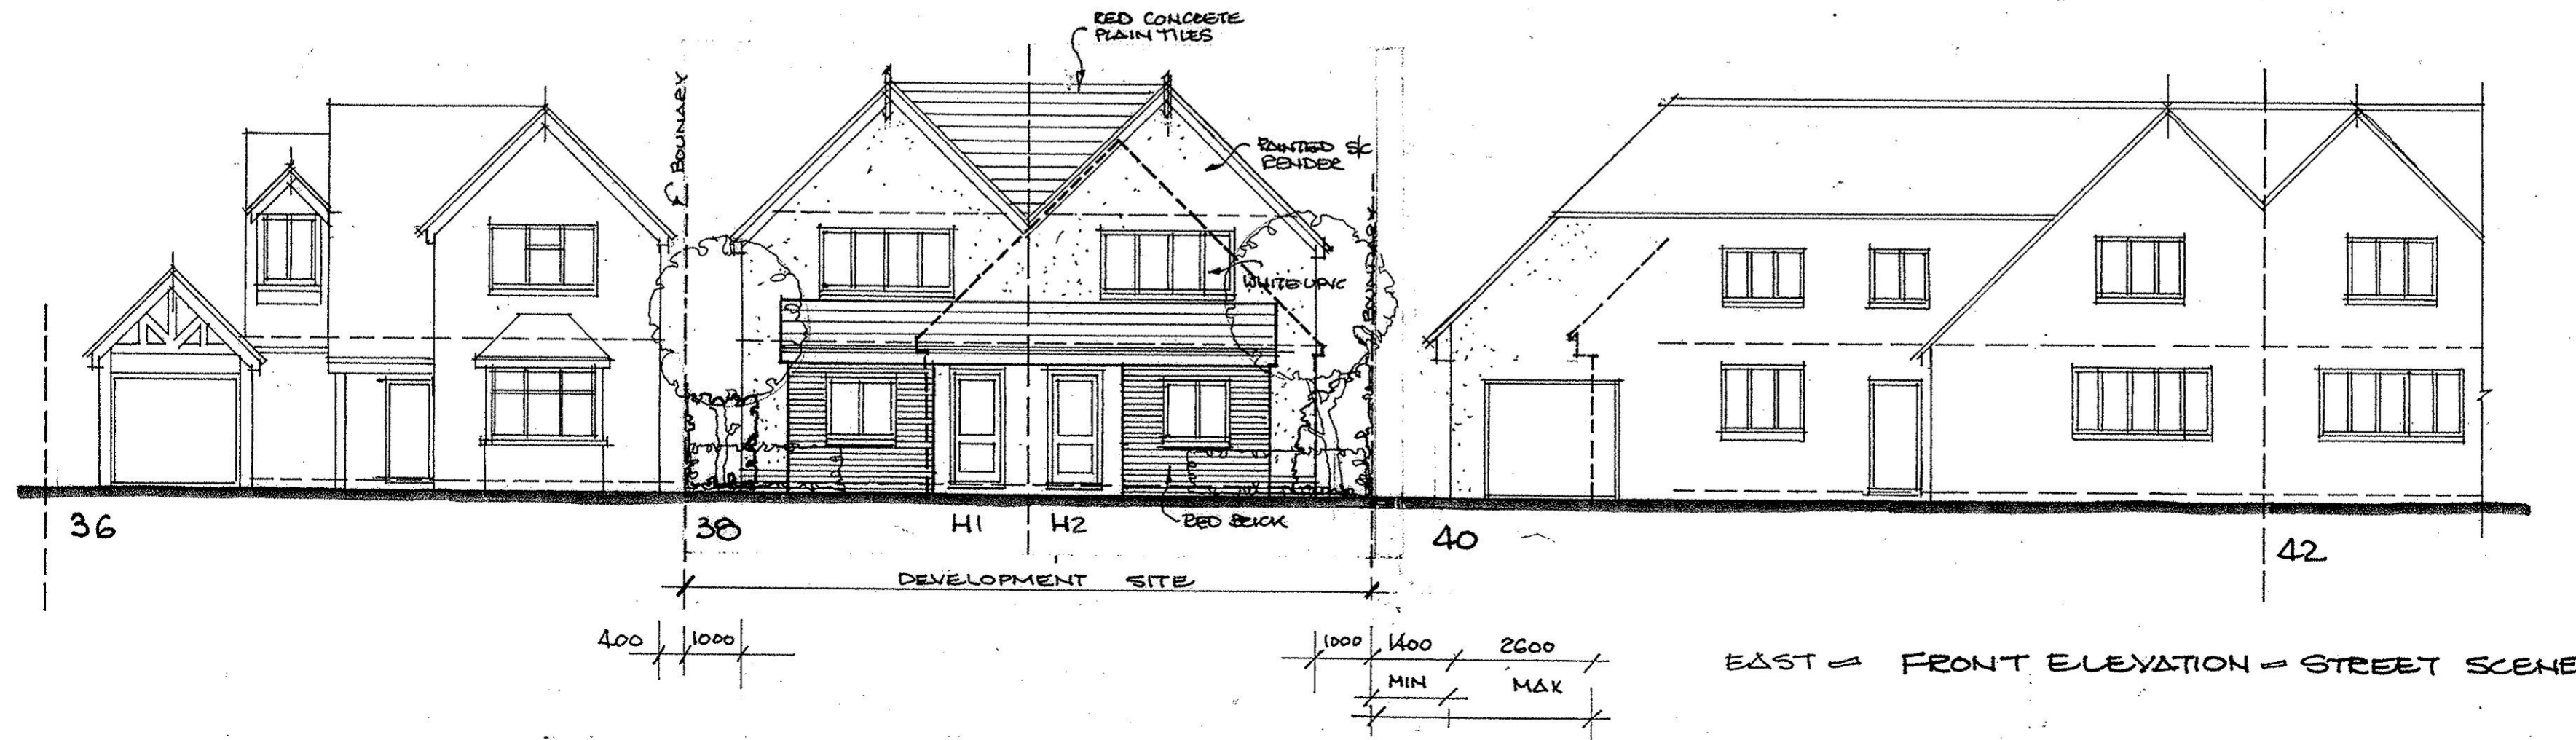 RED CONCRETE
PLAIN TILES
BOUNDARY
PAINTED S/C
RENDER
WHITE UPVC
BOUNDARY
36
38
H1
H2
RED BRICK
40
42
DEVELOPMENT SITE
400
1000
1000
1400
2600
MIN
MAX
EAST = FRONT ELEVATION = STREET SCENE